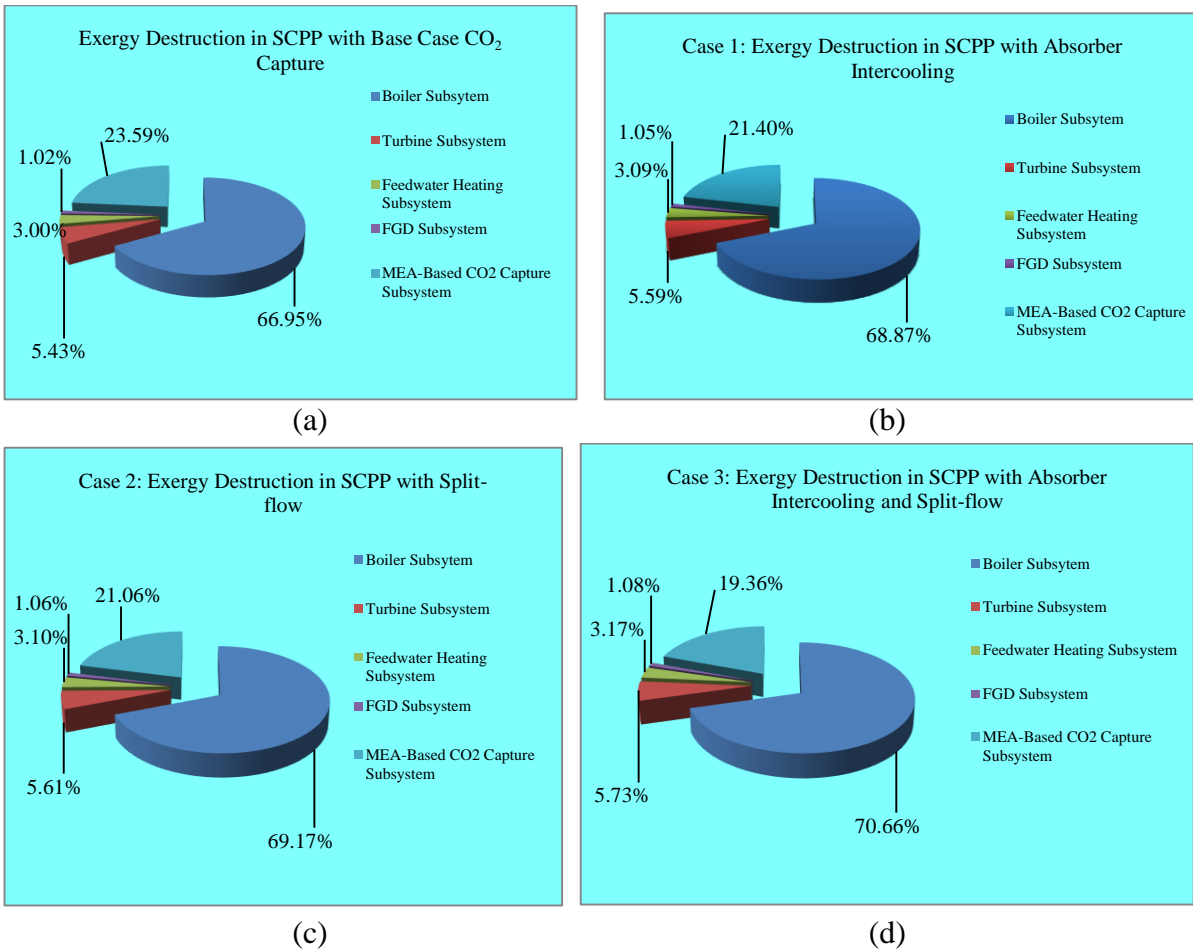 Exergy Destruction in SCPP with Base Case CO2
Capture
Boiler Subsytem
Turbine Subsystem
Feedwater Heating
Subsystem
FGD Subsystem
MEA-Based CO2 Capture
Subsystem
23.59%
1.02%
3.00%
5.43%
66.95%
(a)
Case 1: Exergy Destruction in SCPP with Absorber
Intercooling
Boiler Subsytem
Turbine Subsystem
Feedwater Heating
Subsystem
FGD Subsystem
MEA-Based CO2 Capture
Subsystem
21.40%
1.05%
3.09%
5.59%
68.87%
(b)
Case 2: Exergy Destruction in SCPP with Split-
flow
Boiler Subsytem
Turbine Subsystem
Feedwater Heating
Subsystem
FGD Subsystem
MEA-Based CO2 Capture
Subsystem
21.06%
1.06%
3.10%
5.61%
69.17%
(c)
Case 3: Exergy Destruction in SCPP with Absorber
Intercooling and Split-flow
Boiler Subsytem
Turbine Subsystem
Feedwater Heating Subsystem
FGD Subsystem
MEA-Based CO2 Capture
Subsystem
19.36%
1.08%
3.17%
5.73%
70.66%
(d)